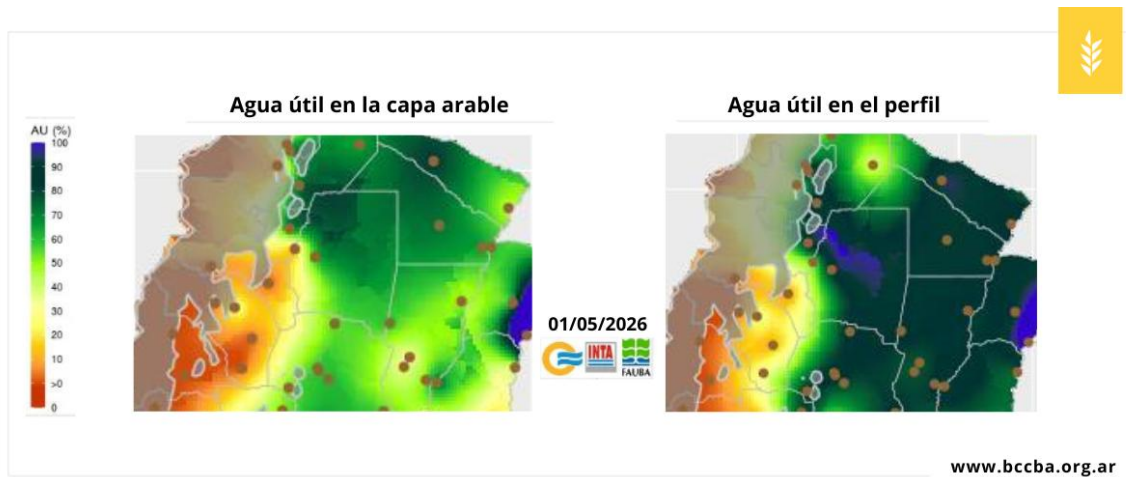 Agua útil en la capa arable
Agua útil en el perfil
AU (%)
100
90
80
70
60
50
40
30
20
10
>0
0
01/05/2026
INTA
FAUBA
www.bccba.org.ar